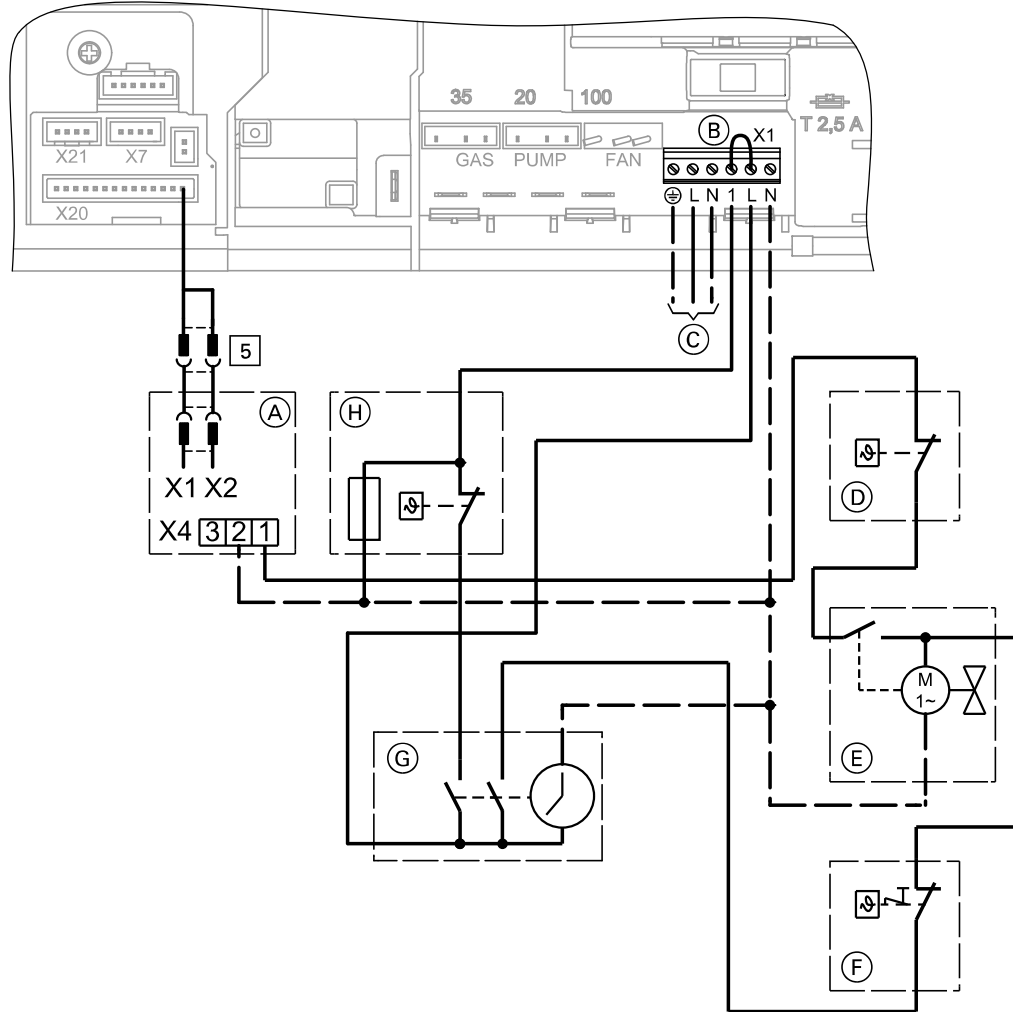 35 20 100
T 2,5 A
B X1
X21 X7
GAS PUMP FAN
X20
L N 1 L N
C
5
A H
D
X1 X2
X4 3 2 1
M
1~
G E
F